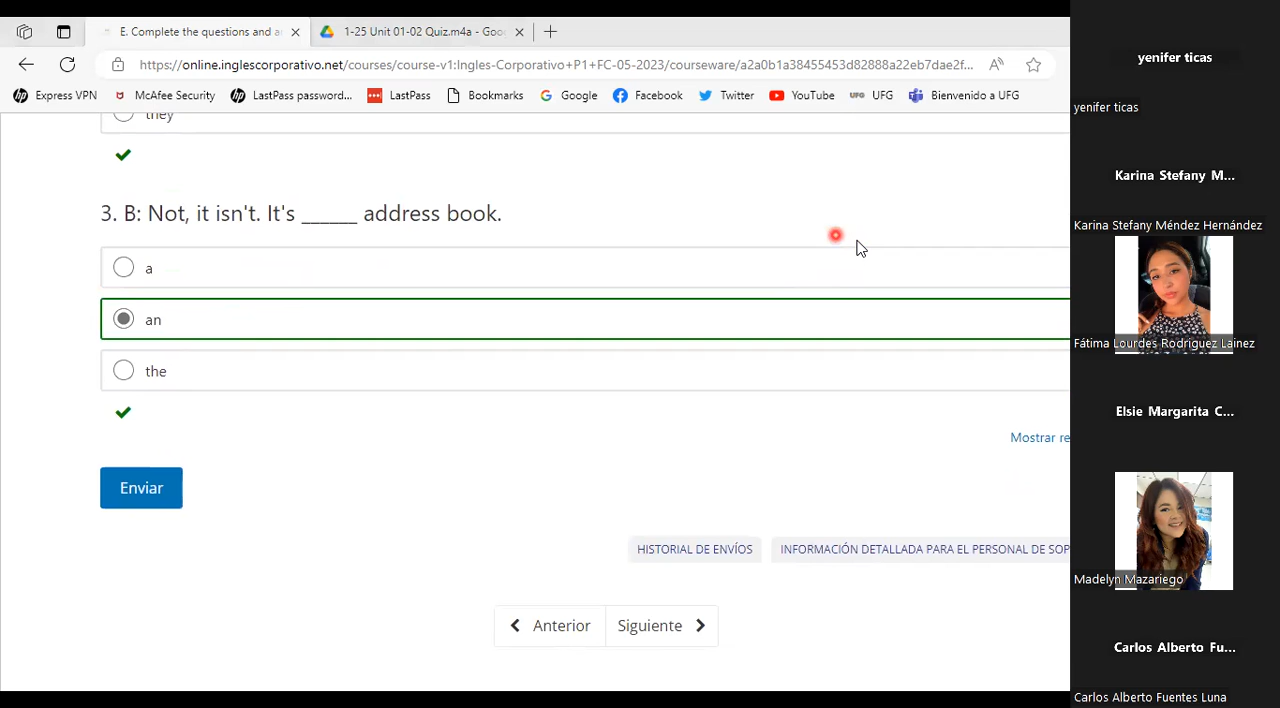 E. Complete the questions and a
1-25 Unit 01-02 Quiz.m4a - Goo
https://online.inglescorporativo.net/courses/course-v1:Ingles-Corporativo+P1+FC-05-2023/courseware/a2a0b1a38455453d82888a22eb7dae2f...
Express VPN
McAfee Security
LastPass password...
LastPass
Bookmarks
Google
Facebook
Twitter
YouTube
UFG
Bienvenido a UFG
they
3. B: Not, it isn't. It's ______ address book.
a
an
the
Mostrar re
Enviar
HISTORIAL DE ENVÍOS
INFORMACIÓN DETALLADA PARA EL PERSONAL DE SOP
Anterior
Siguiente
yenifer ticas
yenifer ticas
Karina Stefany M...
Karina Stefany Méndez Hernández
Fátima Lourdes Rodríguez Lainez
Elsie Margarita C...
Madelyn Mazariego
Carlos Alberto Fu...
Carlos Alberto Fuentes Luna